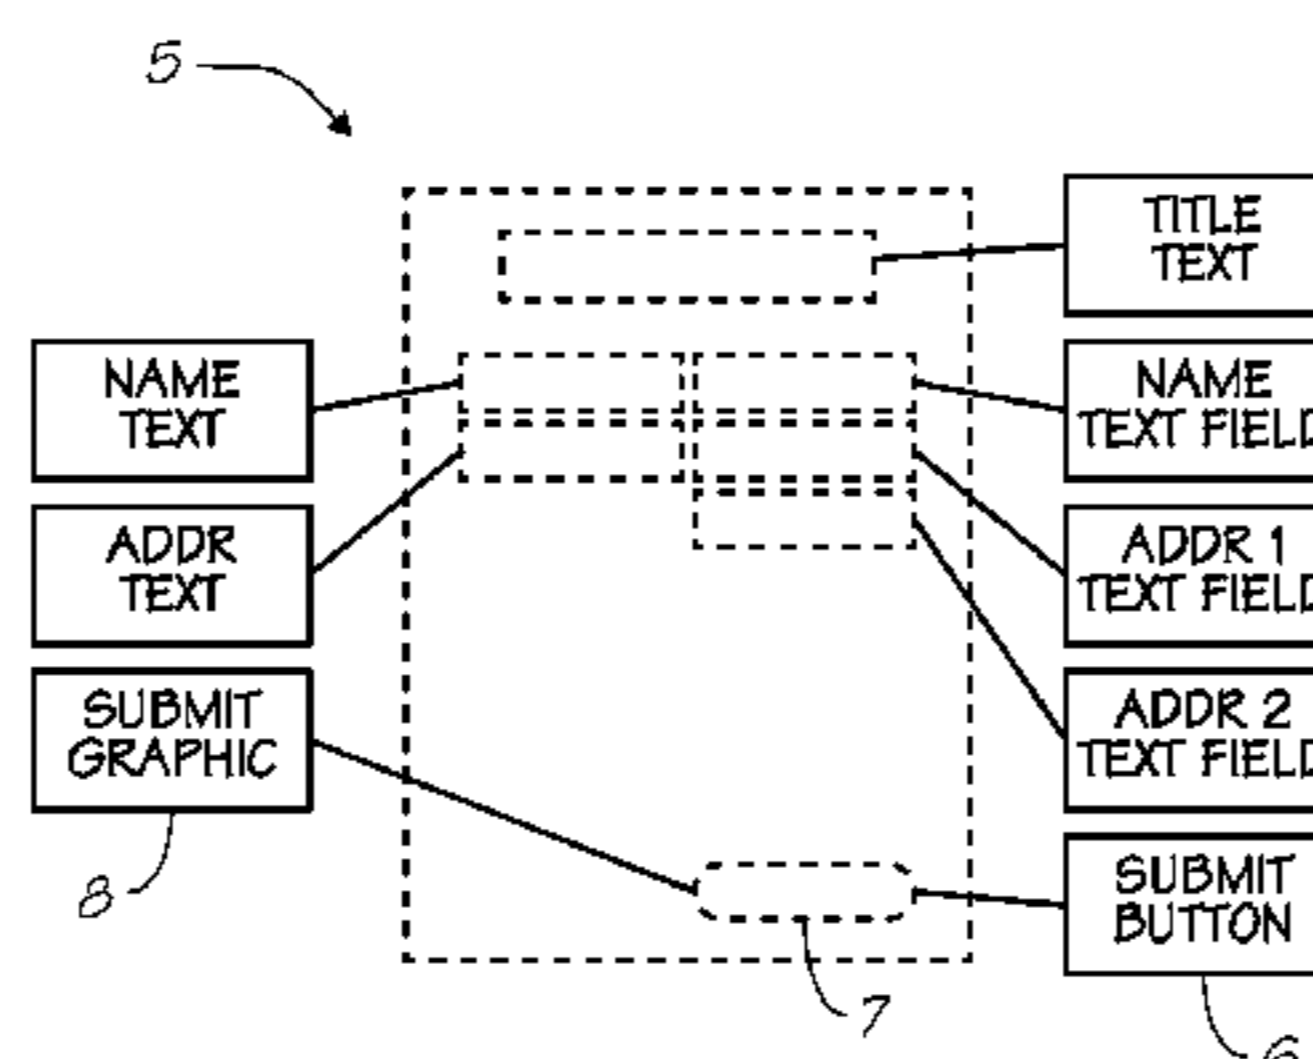 5
TITLE
TEXT
NAME
TEXT
NAME
TEXT FIELD
ADDR
TEXT
ADDR 1
TEXT FIELD
SUBMIT
GRAPHIC
ADDR 2
TEXT FIELD
8
SUBMIT
BUTTON
7
6